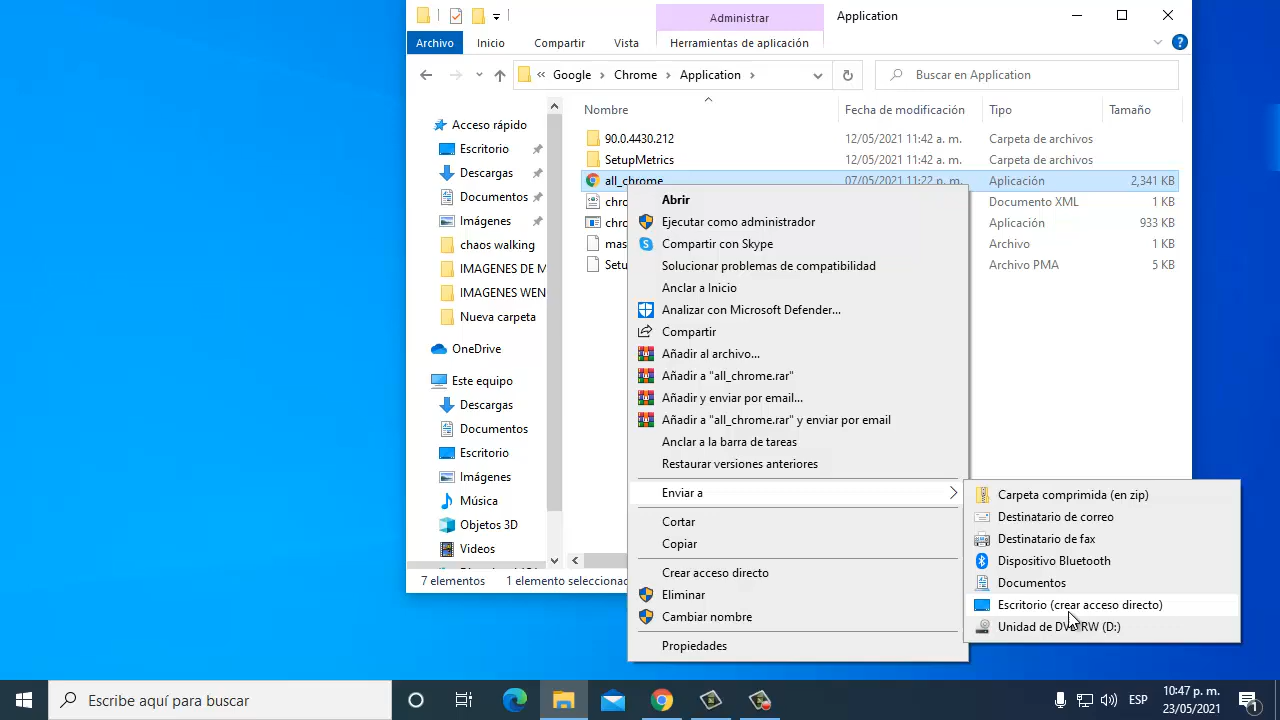 Administrar
Application
Archivo
Inicio
Compartir
Vista
Herramientas de aplicación
?
« Google > Chrome > Application >
Buscar en Application
Nombre
Fecha de modificación
Tipo
Tamaño
Acceso rápido
Escritorio
Descargas
Documentos
Imágenes
chaos walking
IMAGENES DE M
IMAGENES WEN
Nueva carpeta
OneDrive
Este equipo
Descargas
Documentos
Escritorio
Imágenes
Música
Objetos 3D
Videos
90.0.4430.212 12/05/2021 11:42 a. m. Carpeta de archivos
SetupMetrics 12/05/2021 11:42 a. m. Carpeta de archivos
all_chrome 07/05/2021 11:22 p. m. Aplicación 2,341 KB
chro Documento XML 1 KB
chro Aplicación 933 KB
mas Archivo 1 KB
Setu Archivo PMA 5 KB
7 elementos
1 elemento seleccionad
Abrir
Ejecutar como administrador
Compartir con Skype
Solucionar problemas de compatibilidad
Anclar a Inicio
Analizar con Microsoft Defender...
Compartir
Añadir al archivo...
Añadir a "all_chrome.rar"
Añadir y enviar por email...
Añadir a "all_chrome.rar" y enviar por email
Anclar a la barra de tareas
Restaurar versiones anteriores
Enviar a
Cortar
Copiar
Crear acceso directo
Eliminar
Cambiar nombre
Propiedades
Carpeta comprimida (en zip)
Destinatario de correo
Destinatario de fax
Dispositivo Bluetooth
Documentos
Escritorio (crear acceso directo)
Unidad de DVD RW (D:)
Escribe aquí para buscar
ESP
10:47 p. m.
23/05/2021
1